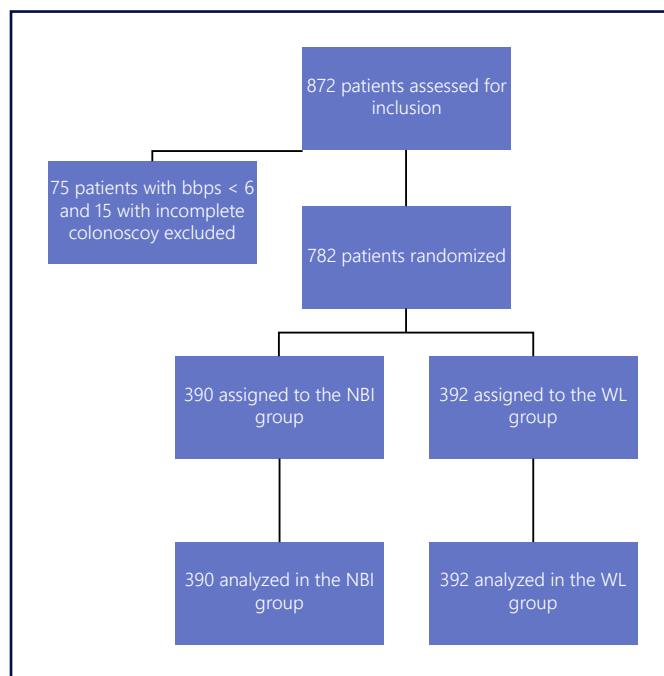 872 patients assessed for
inclusion
75 patients with bbps < 6
and 15 with incomplete
colonoscoy excluded
782 patients randomized
390 assigned to the NBI
group
392 assigned to the WL
group
390 analyzed in the NBI
group
392 analyzed in the WL
group